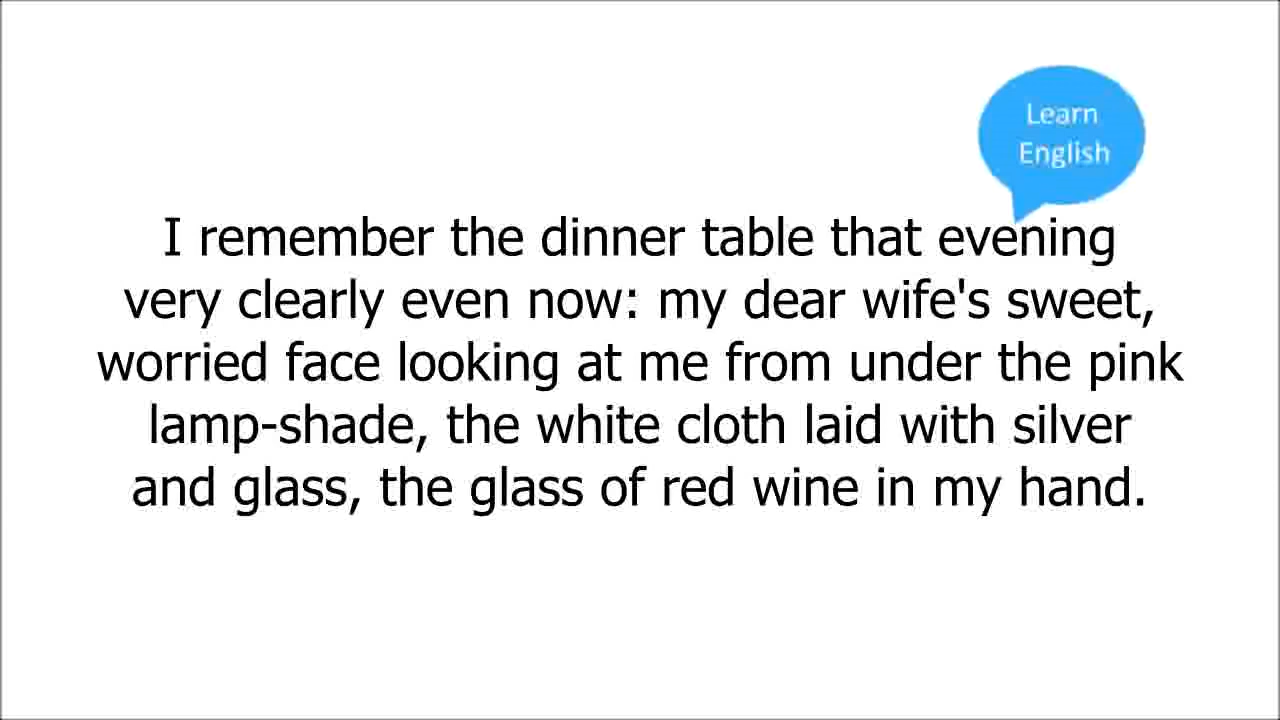 Learn
English
I remember the dinner table that evening
very clearly even now: my dear wife's sweet,
worried face looking at me from under the pink
lamp-shade, the white cloth laid with silver
and glass, the glass of red wine in my hand.